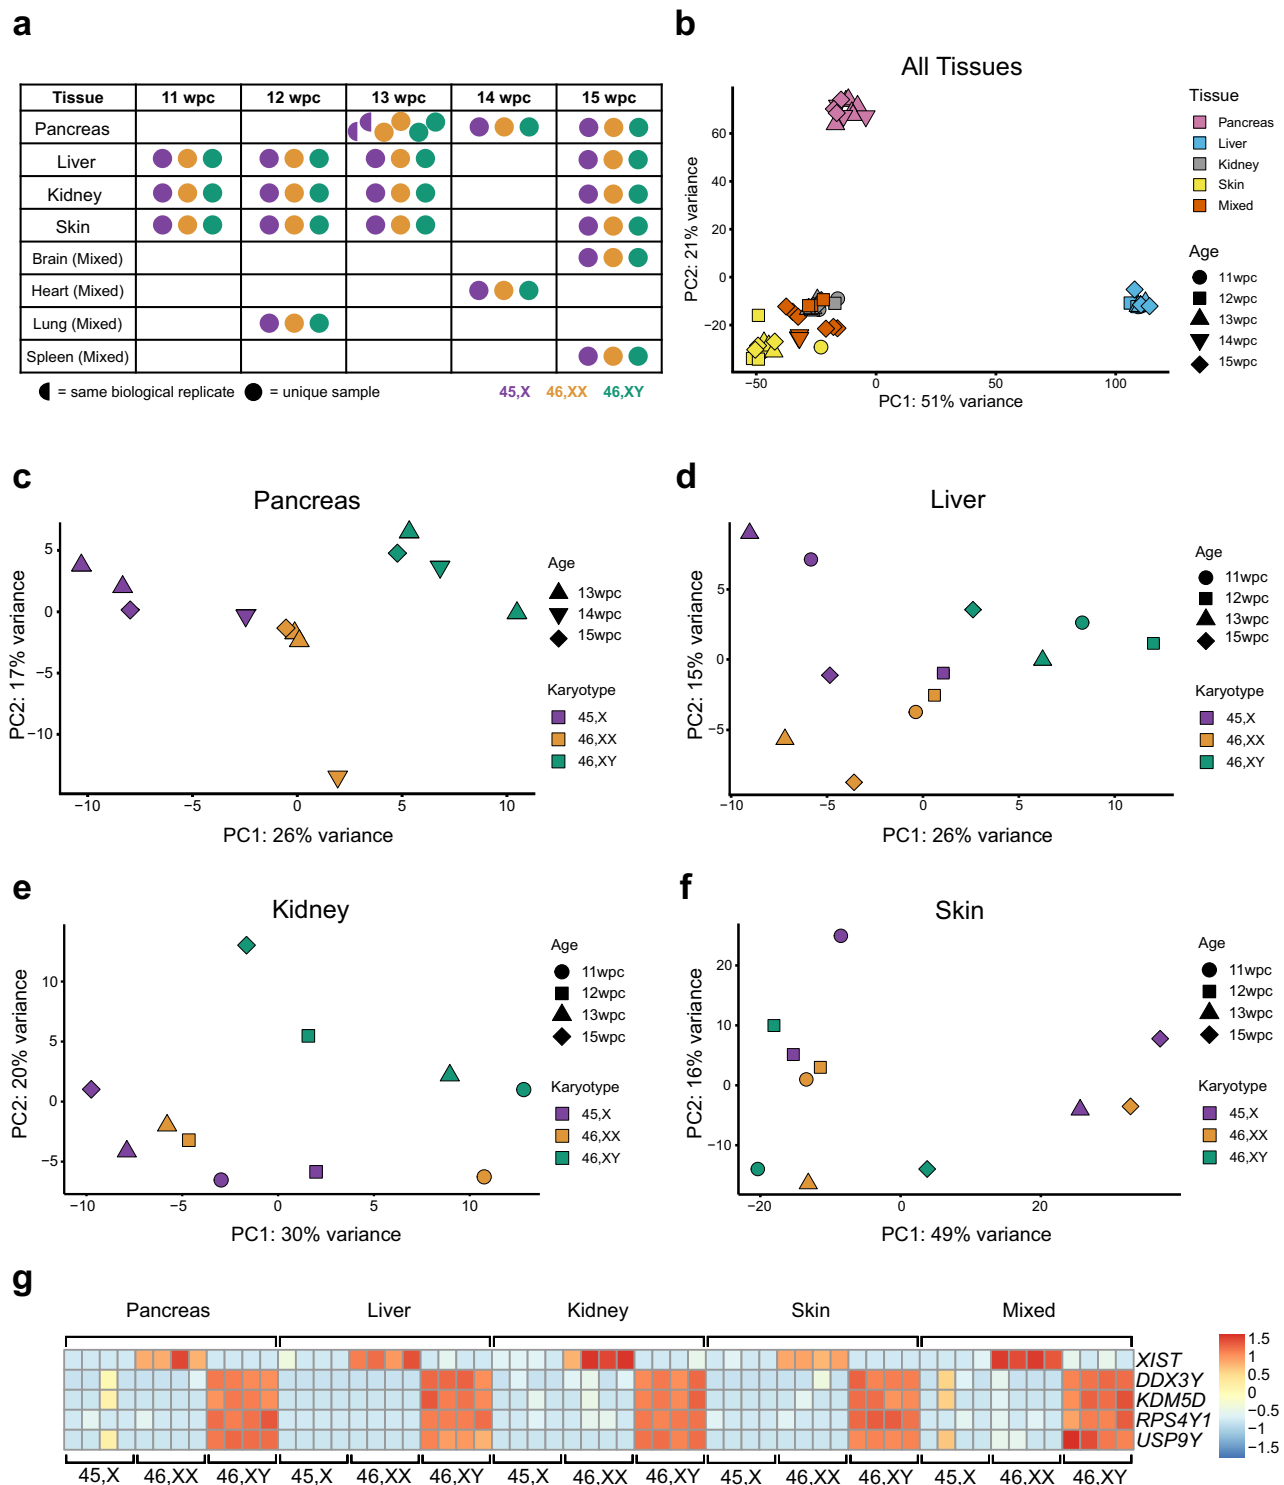 a
Tissue 11 wpc 12 wpc 13 wpc 14 wpc 15 wpc
Pancreas
Liver
Kidney
Skin
Brain (Mixed)
Heart (Mixed)
Lung (Mixed)
Spleen (Mixed)
= same biological replicate = unique sample 45,X 46,XX 46,XY
b
All Tissues
PC2: 21% variance
60
40
20
0
−20
−50 0 50 100
PC1: 51% variance
Tissue
Pancreas
Liver
Kidney
Skin
Mixed
Age
11wpc
12wpc
13wpc
14wpc
15wpc
c
Pancreas
PC2: 17% variance
5
0
−5
−10
−10 −5 0 5 10
PC1: 26% variance
Age
13wpc
14wpc
15wpc
Karyotype
45,X
46,XX
46,XY
d
Liver
PC2: 15% variance
5
0
−5
−10 −5 0 5 10
PC1: 26% variance
Age
11wpc
12wpc
13wpc
15wpc
Karyotype
45,X
46,XX
46,XY
e
Kidney
PC2: 20% variance
10
5
0
−5
−10 −5 0 5 10
PC1: 30% variance
Age
11wpc
12wpc
13wpc
15wpc
Karyotype
45,X
46,XX
46,XY
f
Skin
PC2: 16% variance
20
10
0
−10
−20 0 20
PC1: 49% variance
Age
11wpc
12wpc
13wpc
15wpc
Karyotype
45,X
46,XX
46,XY
g
Pancreas Liver Kidney Skin Mixed
XIST
DDX3Y
KDM5D
RPS4Y1
USP9Y
1.5
1
0.5
0
−0.5
−1
−1.5
45,X 46,XX 46,XY 45,X 46,XX 46,XY 45,X 46,XX 46,XY 45,X 46,XX 46,XY 45,X 46,XX 46,XY